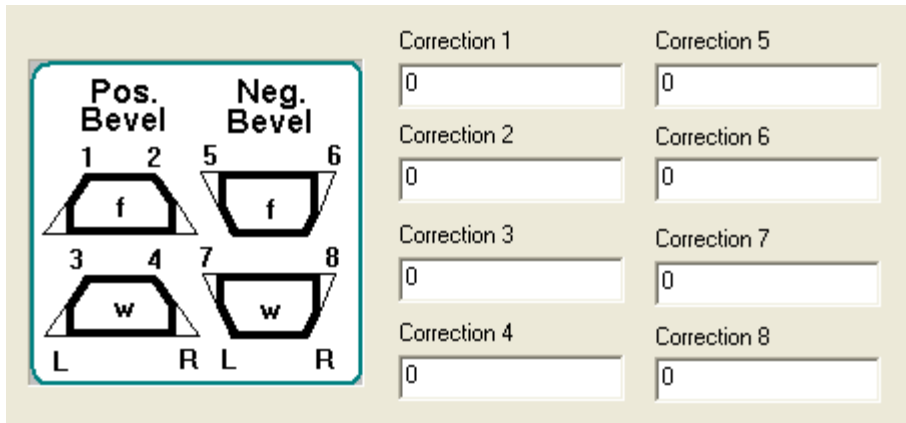 Pos. Neg.
Bevel Bevel
1 2 5 6
f f
3 4 7 8
w w
L R L R
Correction 1
0
Correction 2
0
Correction 3
0
Correction 4
0
Correction 5
0
Correction 6
0
Correction 7
0
Correction 8
0